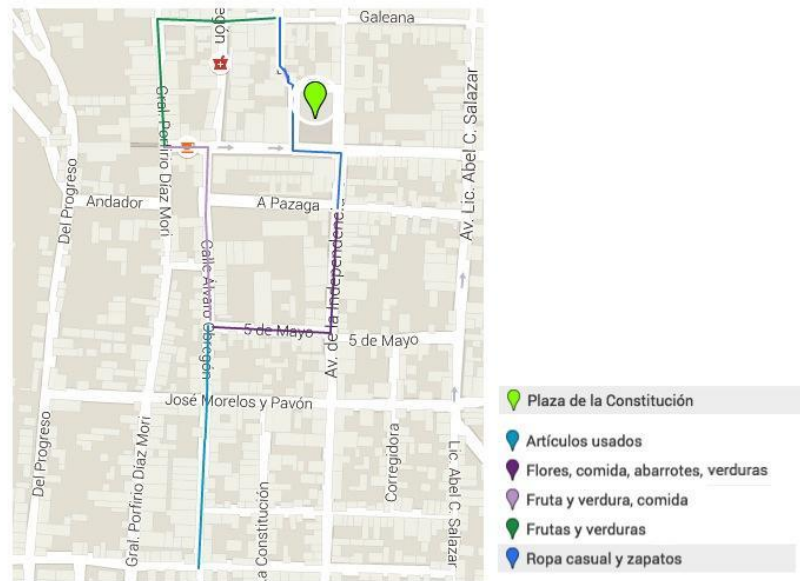 Galeana
gón
Gral. Porfirio Díaz Mori
Av. Lic. Abel C. Salazar
Del Progreso
Andador
A Pazaga
Calle Álvaro Obregón
Av. de la Independencia
5 de Mayo
5 de Mayo
José Morelos y Pavón
Del Progreso
Gral. Porfirio Díaz Mori
a Constitución
Corregidora
Lic. Abel C. Salazar
Plaza de la Constitución
Artículos usados
Flores, comida, abarrotes, verduras
Fruta y verdura, comida
Frutas y verduras
Ropa casual y zapatos